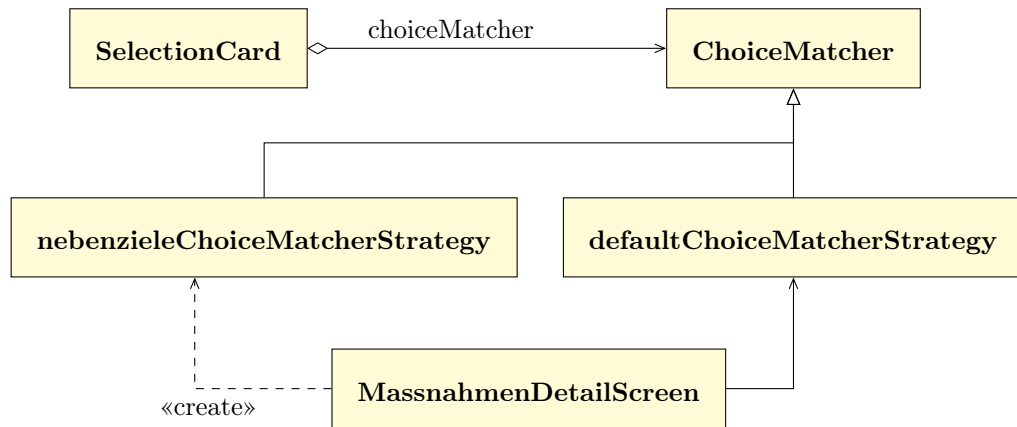 choiceMatcher
SelectionCard
ChoiceMatcher
nebenzieleChoiceMatcherStrategy
defaultChoiceMatcherStrategy
MassnahmenDetailScreen
«create»